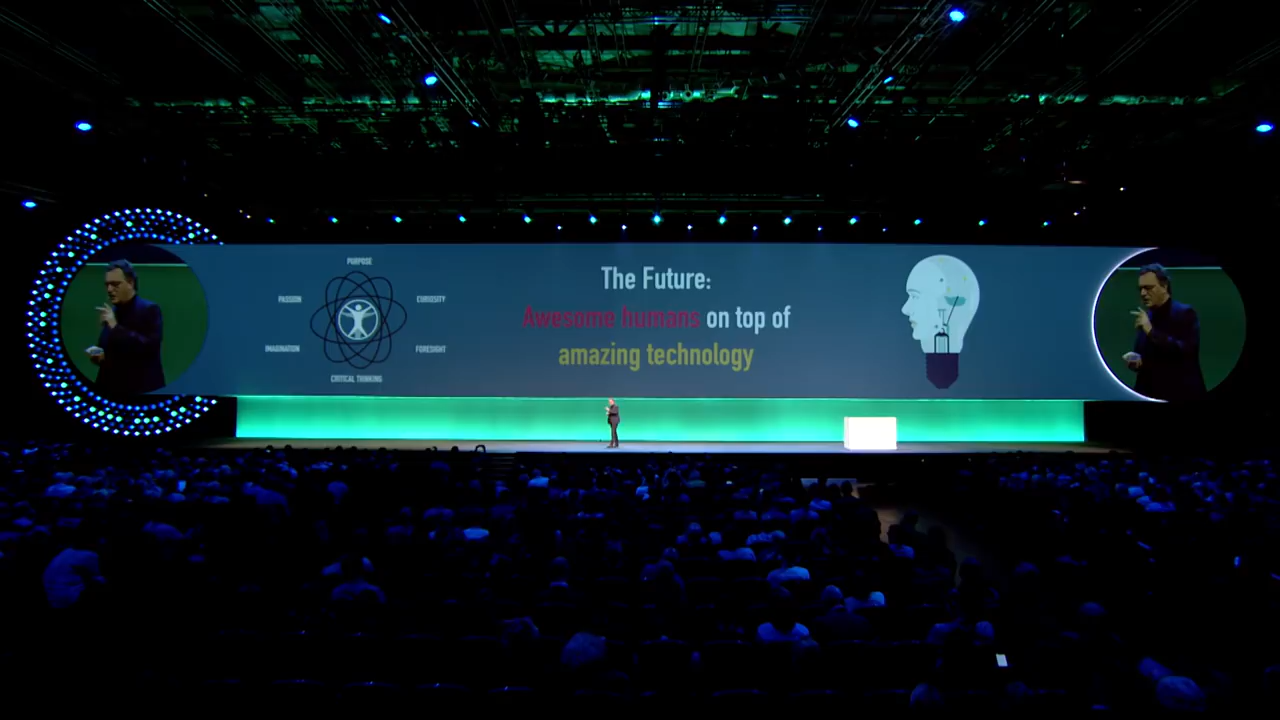 PURPOSE
PASSION
CURIOSITY
IMAGINATION
FORESIGHT
CRITICAL THINKING
The Future:
Awesome humans on top of
amazing technology